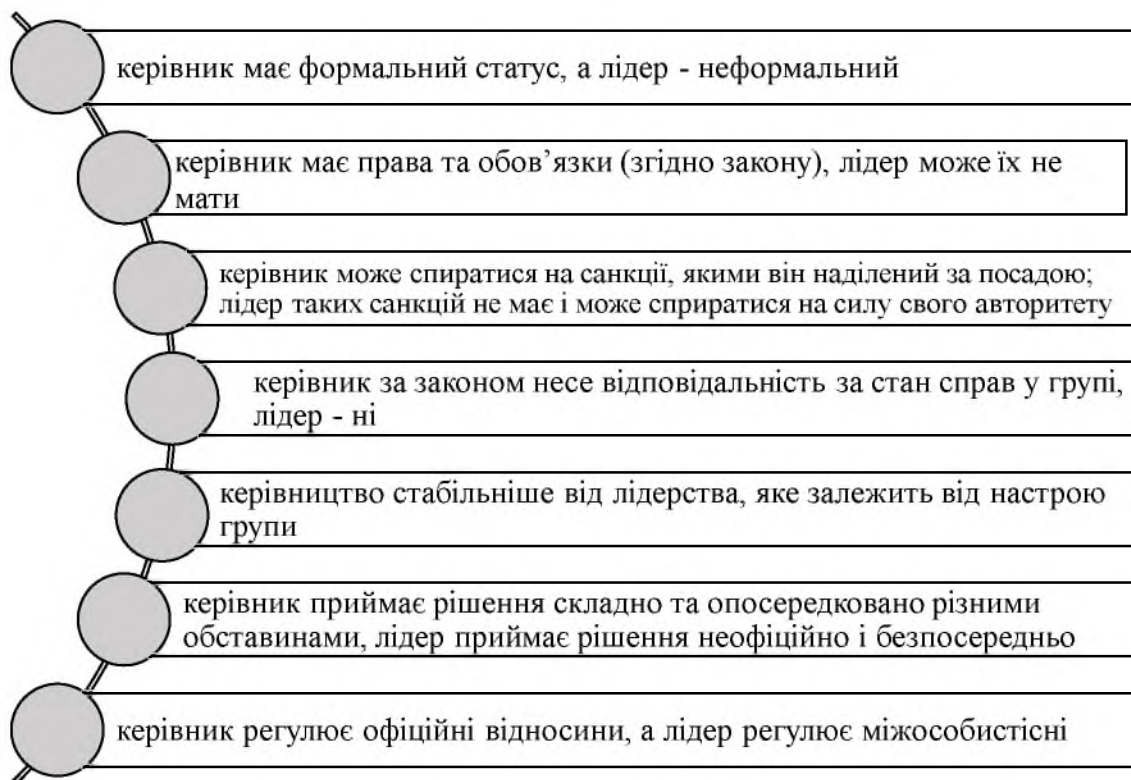 керівник має формальний статус, а лідер - неформальний
керівник має права та обов’язки (згідно закону), лідер може їх не
мати
керівник може спиратися на санкції, якими він наділений за посадою;
лідер таких санкцій не має і може сприратися на силу свого авторитету
керівник за законом несе відповідальність за стан справ у групі,
лідер - ні
керівництво стабільніше від лідерства, яке залежить від настрою
групи
керівник приймає рішення складно та опосередковано різними
обставинами, лідер приймає рішення неофіційно і безпосередньо
керівник регулює офіційні відносини, а лідер регулює міжособистісні